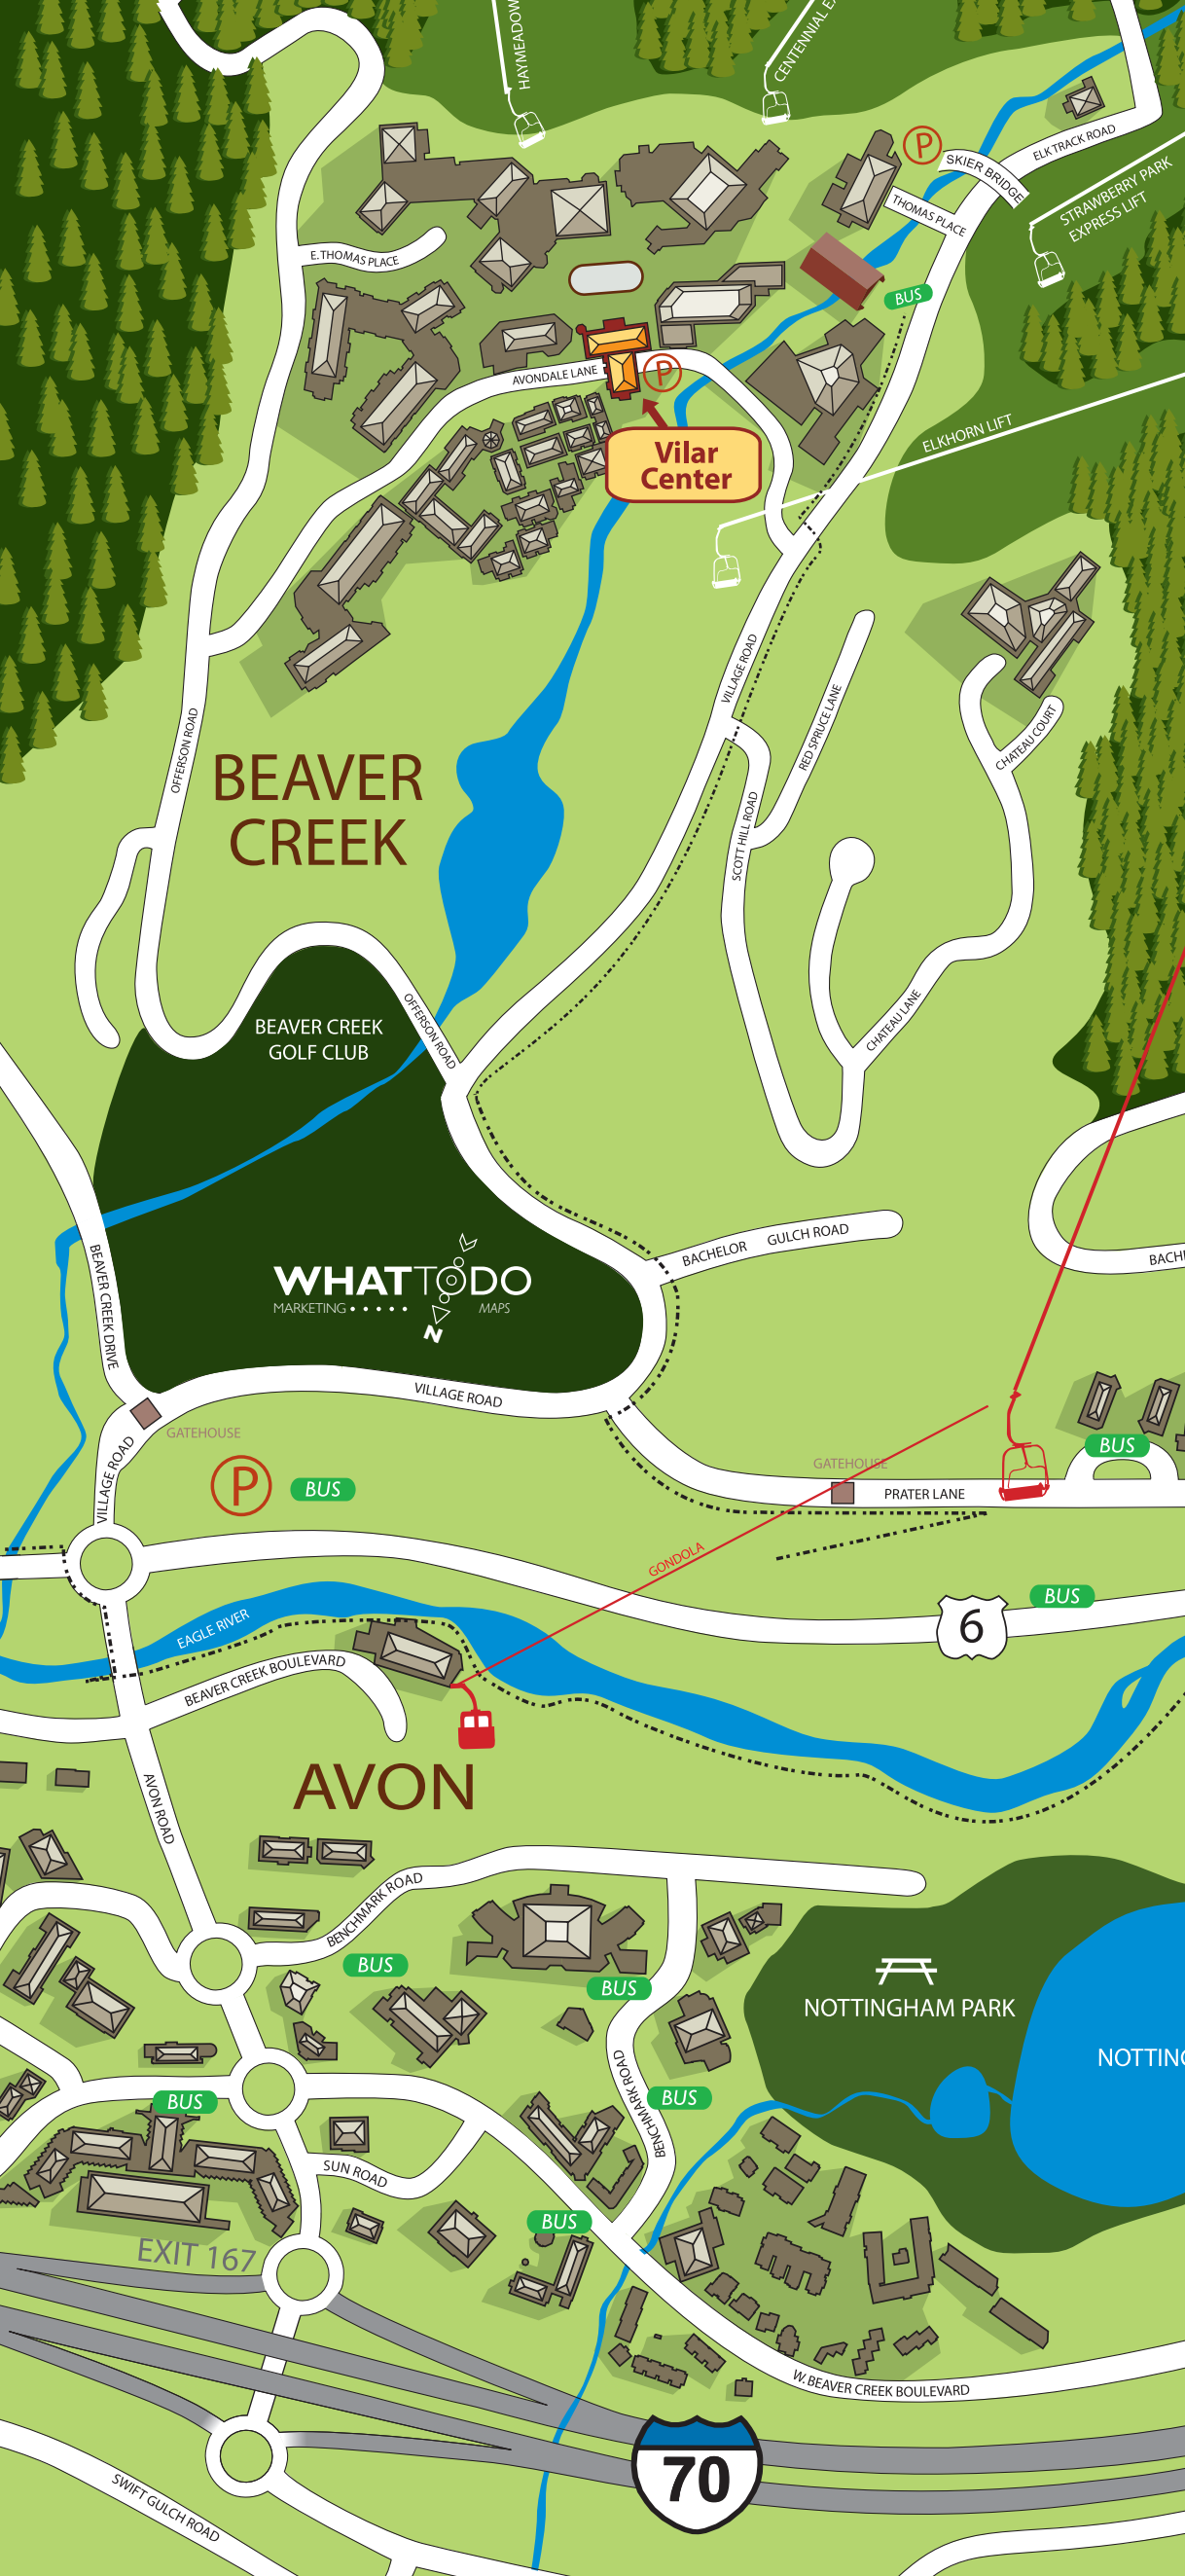 HAYMEADOW
CENTENNIAL E
P
SKIER BRIDGE
ELK TRACK ROAD
STRAWBERRY PARK
EXPRESS LIFT
THOMAS PLACE
E. THOMAS PLACE
BUS
AVONDALE LANE
P
Vilar
Center
ELKHORN LIFT
VILLAGE ROAD
RED SPRUCE LANE
CHATEAU COURT
OFFERSON ROAD
BEAVER
CREEK
SCOTT HILL ROAD
OFFERSON ROAD
CHATEAU LANE
BEAVER CREEK
GOLF CLUB
BACHELOR GULCH ROAD
BACHE
BEAVER CREEK DRIVE
WHATTODO
MARKETING • • • • • MAPS
N
VILLAGE ROAD
GATEHOUSE
VILLAGE ROAD
P
BUS
BUS
GATEHOUSE
PRATER LANE
GONDOLA
BUS
6
EAGLE RIVER
BEAVER CREEK BOULEVARD
AVON
AVON ROAD
BENCHMARK ROAD
BUS
BUS
NOTTINGHAM PARK
NOTTING
BENCHMARK ROAD
BUS
BUS
SUN ROAD
BUS
EXIT 167
W. BEAVER CREEK BOULEVARD
70
SWIFT GULCH ROAD